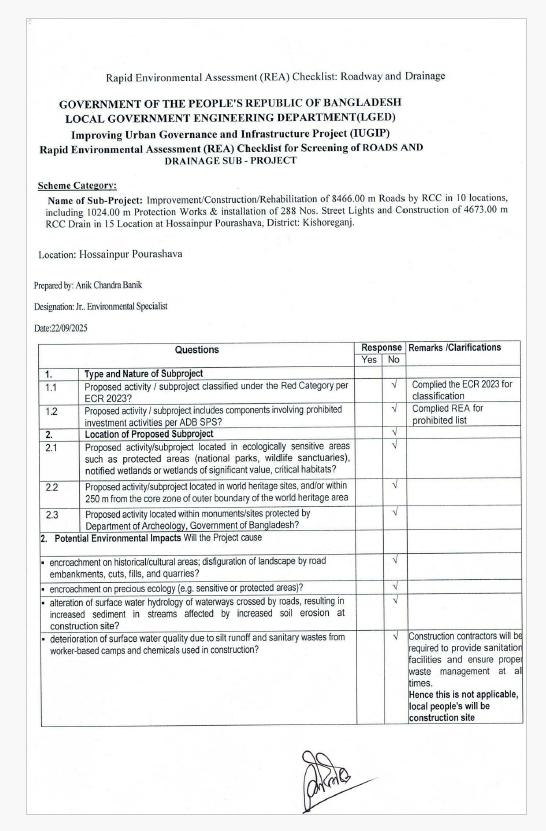 Rapid Environmental Assessment (REA) Checklist: Roadway and Drainage
GOVERNMENT OF THE PEOPLE'S REPUBLIC OF BANGLADESH
LOCAL GOVERNMENT ENGINEERING DEPARTMENT(LGED)
Improving Urban Governance and Infrastructure Project (IUGIP)
Rapid Environmental Assessment (REA) Checklist for Screening of ROADS AND
DRAINAGE SUB - PROJECT
Scheme Category:
Name of Sub-Project: Improvement/Construction/Rehabilitation of 8466.00 m Roads by RCC in 10 locations,
including 1024.00 m Protection Works & installation of 288 Nos. Street Lights and Construction of 4673.00 m
RCC Drain in 15 Location at Hossainpur Pourashava, District: Kishoreganj.
Location: Hossainpur Pourashava
Prepared by: Anik Chandra Banik
Designation: Jr.. Environmental Specialist
Date:22/09/2025
Questions Response Remarks /Clarifications
Yes No
1. Type and Nature of Subproject
1.1 Proposed activity / subproject classified under the Red Category per √ Complied the ECR 2023 for
ECR 2023? classification
1.2 Proposed activity / subproject includes components involving prohibited √ Complied REA for
investment activities per ADB SPS? prohibited list
2. Location of Proposed Subproject √
2.1 Proposed activity/subproject located in ecologically sensitive areas √
such as protected areas (national parks, wildlife sanctuaries),
notified wetlands or wetlands of significant value, critical habitats?
2.2 Proposed activity/subproject located in world heritage sites, and/or within √
250 m from the core zone of outer boundary of the world heritage area
2.3 Proposed activity located within monuments/sites protected by √
Department of Archeology, Government of Bangladesh?
2. Potential Environmental Impacts Will the Project cause
• encroachment on historical/cultural areas; disfiguration of landscape by road √
embankments, cuts, fills, and quarries?
• encroachment on precious ecology (e.g. sensitive or protected areas)? √
• alteration of surface water hydrology of waterways crossed by roads, resulting in √
increased sediment in streams affected by increased soil erosion at
construction site?
• deterioration of surface water quality due to silt runoff and sanitary wastes from √ Construction contractors will be
worker-based camps and chemicals used in construction? required to provide sanitation
facilities and ensure proper
waste management at all
times.
Hence this is not applicable,
local people's will be
construction site